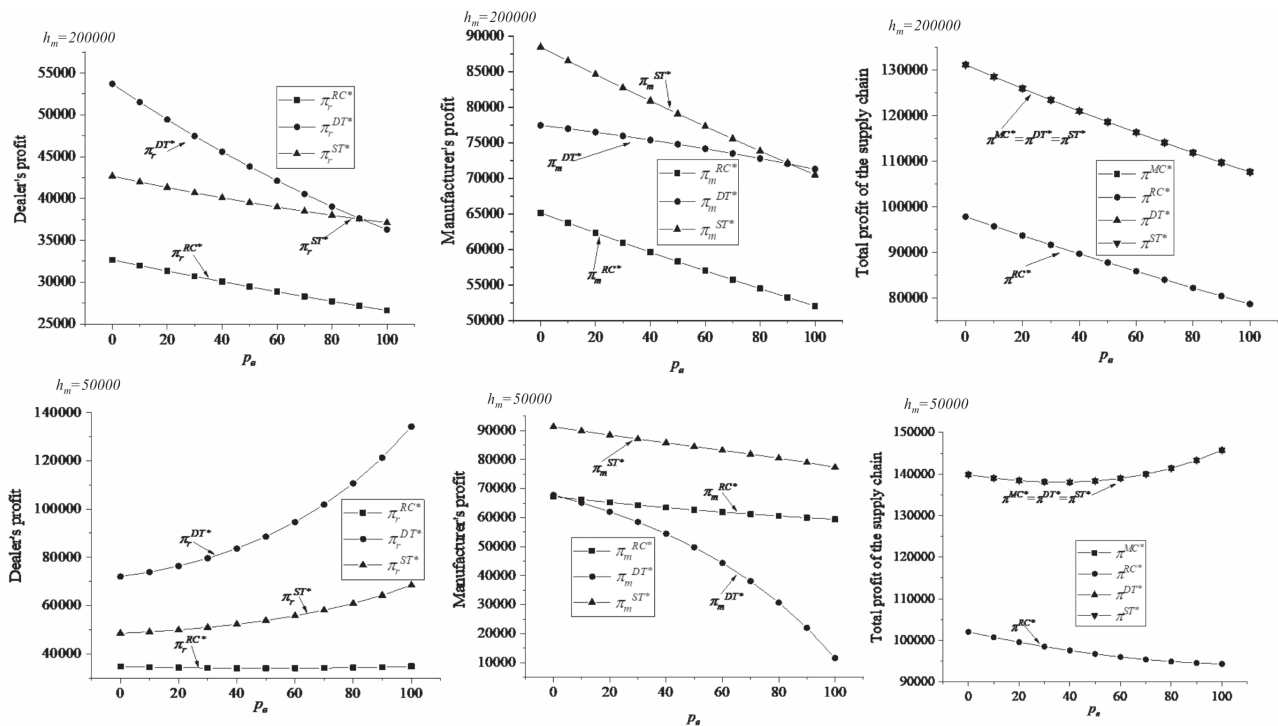 h_m=200000
55000
50000
45000
40000
35000
30000
25000
Dealer's profit
π_r^{RC*}
π_r^{DT*}
π_r^{ST*}
π_r^{DT*}
π_r^{ST*}
π_r^{RC*}
0 20 40 60 80 100
p_e
h_m=200000
90000
85000
80000
75000
70000
65000
60000
55000
50000
Manufacturer's profit
π_m^{ST*}
π_m^{DT*}
π_m^{RC*}
π_m^{DT*}
π_m^{ST*}
π_m^{RC*}
0 20 40 60 80 100
p_e
h_m=200000
130000
120000
110000
100000
90000
80000
Total profit of the supply chain
π^{MC*}=π^{DT*}=π^{ST*}
π^{MC*}
π^{RC*}
π^{DT*}
π^{ST*}
π^{RC*}
0 20 40 60 80 100
p_e
h_m=50000
140000
120000
100000
80000
60000
40000
Dealer's profit
π_r^{RC*}
π_r^{DT*}
π_r^{ST*}
π_r^{DT*}
π_r^{ST*}
π_r^{RC*}
0 20 40 60 80 100
p_e
h_m=50000
90000
80000
70000
60000
50000
40000
30000
20000
10000
Manufacturer's profit
π_m^{ST*}
π_m^{RC*}
π_m^{RC*}
π_m^{DT*}
π_m^{ST*}
π_m^{DT*}
0 20 40 60 80 100
p_e
h_m=50000
150000
140000
130000
120000
110000
100000
90000
Total profit of the supply chain
π^{MC*}=π^{DT*}=π^{ST*}
π^{MC*}
π^{RC*}
π^{DT*}
π^{ST*}
π^{RC*}
0 20 40 60 80 100
p_e